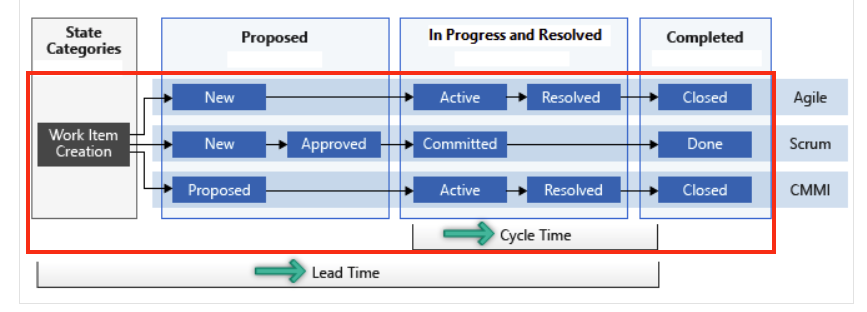 State
Categories
Proposed
In Progress and Resolved
Completed
Work Item
Creation
New
Active
Resolved
Closed
Agile
New
Approved
Committed
Done
Scrum
Proposed
Active
Resolved
Closed
CMMI
Cycle Time
Lead Time